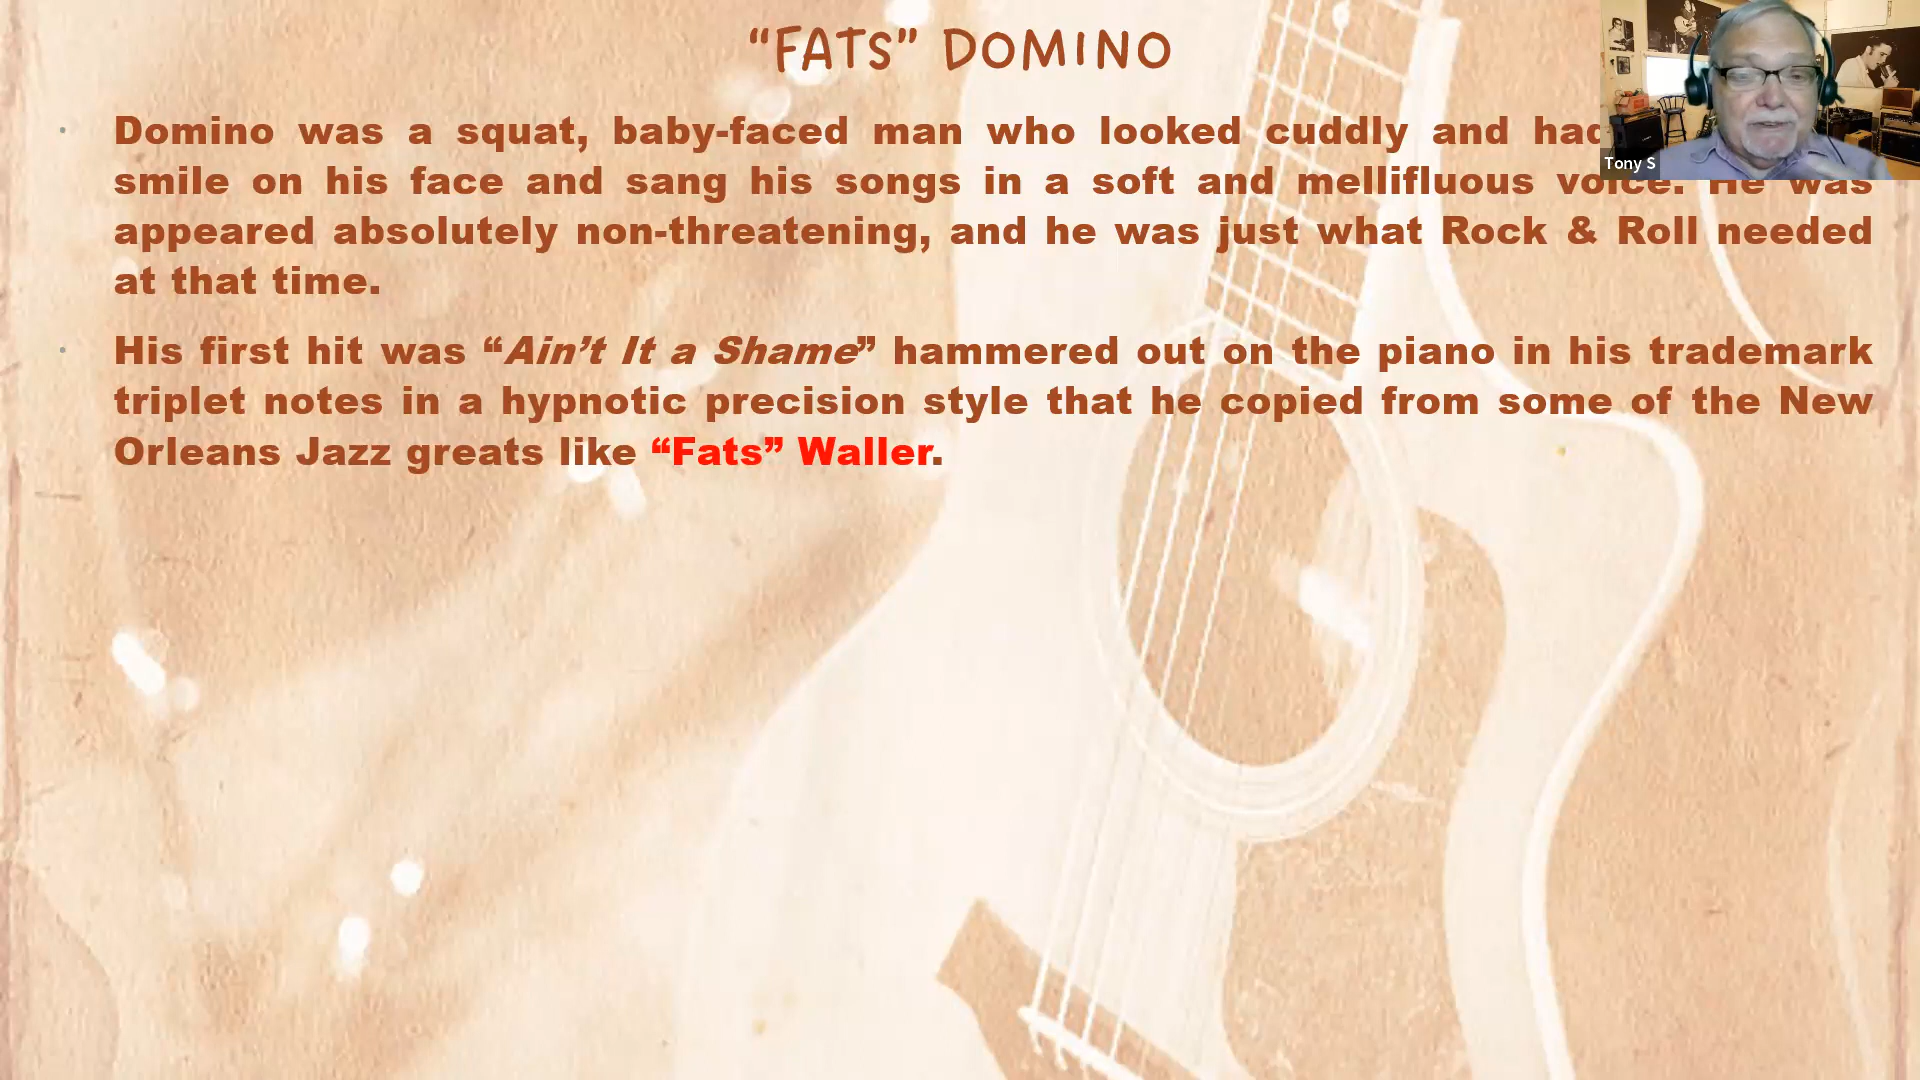 “FATS” DOMINO
• Domino was a squat, baby-faced man who looked cuddly and had
smile on his face and sang his songs in a soft and mellifluous voice. He was
appeared absolutely non-threatening, and he was just what Rock & Roll needed
at that time.
• His first hit was “Ain’t It a Shame” hammered out on the piano in his trademark
triplet notes in a hypnotic precision style that he copied from some of the New
Orleans Jazz greats like “Fats” Waller.
Tony S